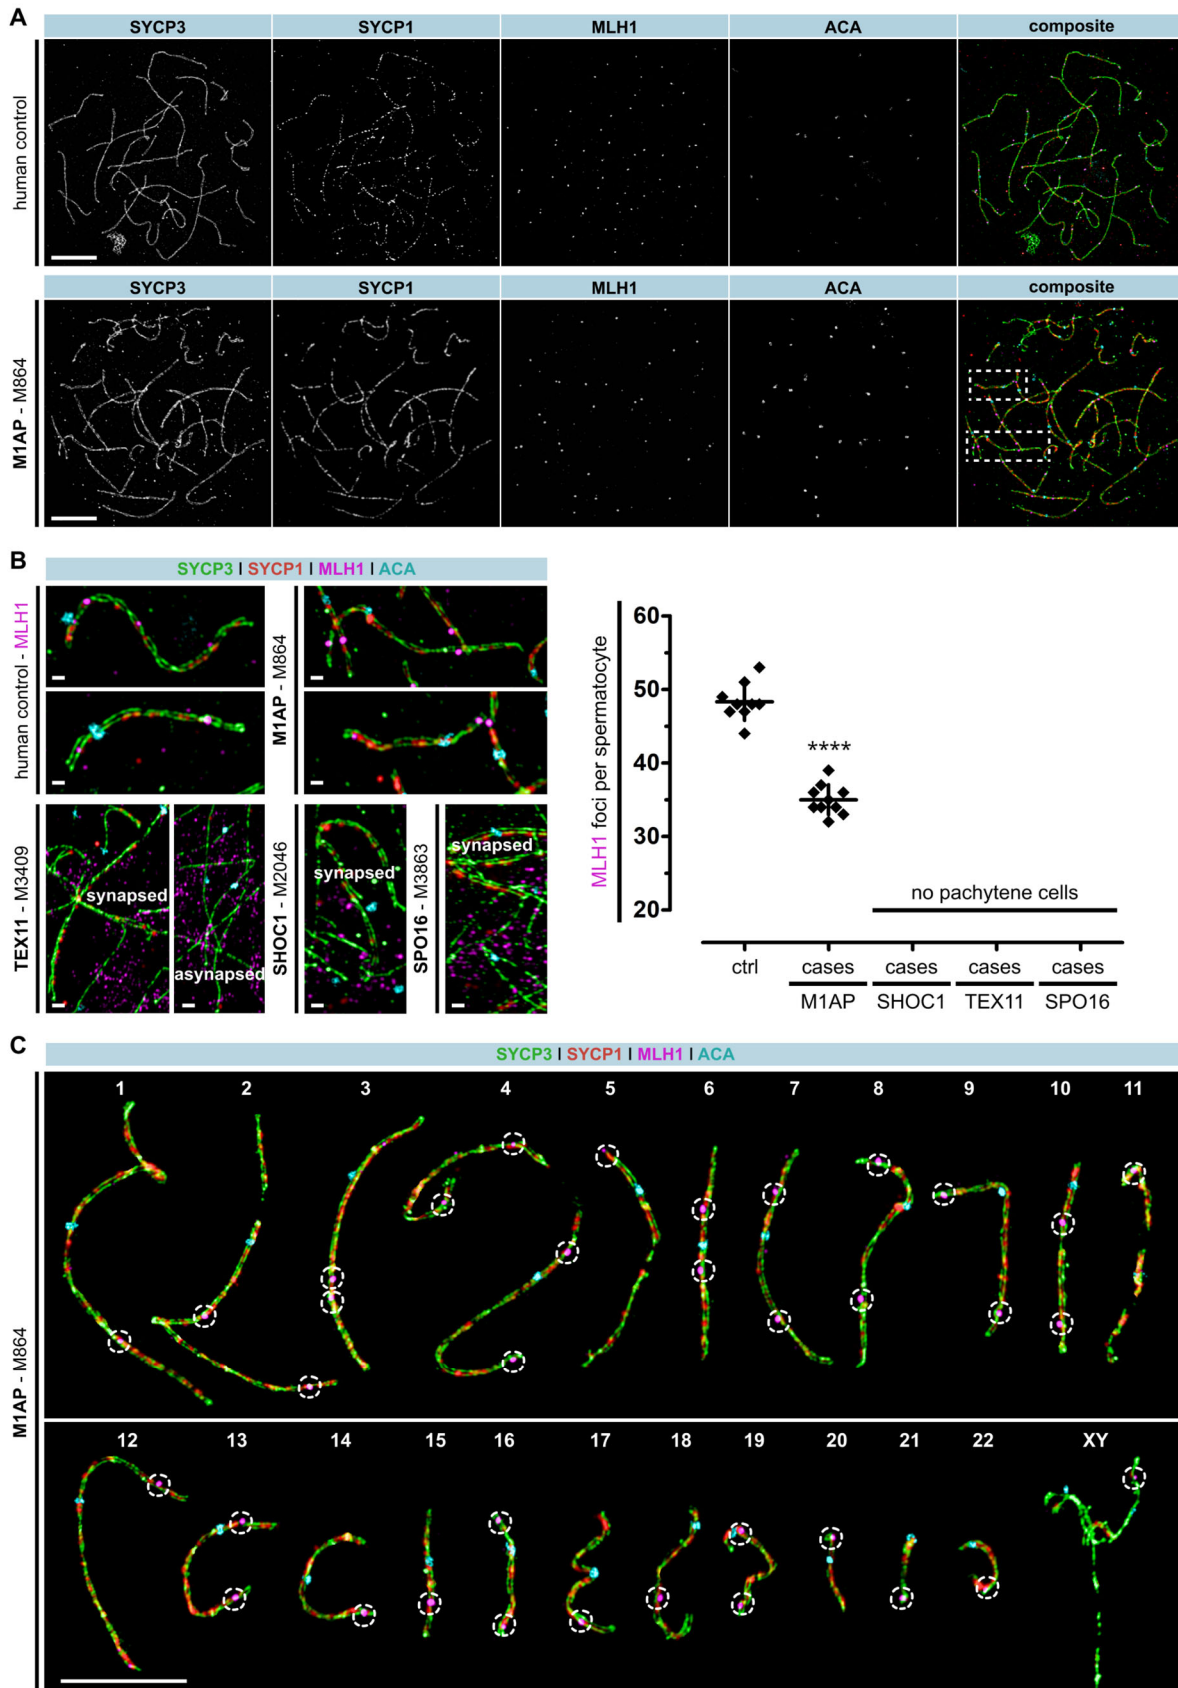 A
SYCP3 SYCP1 MLH1 ACA composite
human control
SYCP3 SYCP1 MLH1 ACA composite
M1AP - M864
B
SYCP3 I SYCP1 I MLH1 I ACA
human control - MLH1
M1AP - M864
TEX11 - M3409
synapsed
asynapsed
SHOC1 - M2046
synapsed
SPO16 - M3863
synapsed
MLH1 foci per spermatocyte
60
50
40
30
20
****
no pachytene cells
ctrl cases cases cases cases
M1AP SHOC1 TEX11 SPO16
C
SYCP3 I SYCP1 I MLH1 I ACA
M1AP - M864
1 2 3 4 5 6 7 8 9 10 11
12 13 14 15 16 17 18 19 20 21 22 XY